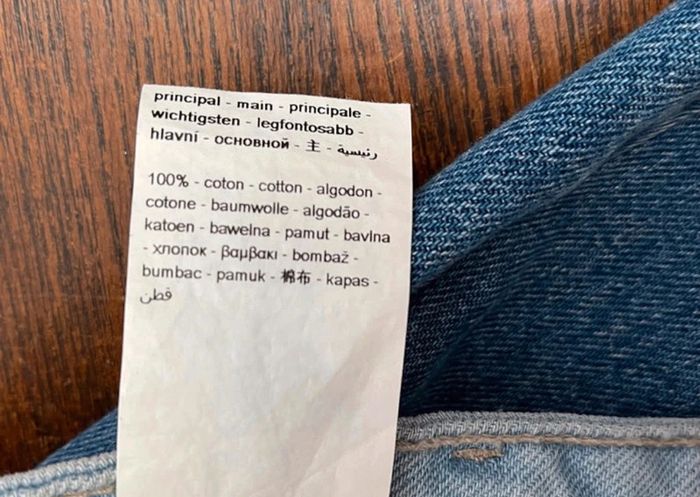 principal - main - principale -
wichtigsten - legfontosabb -
hlavní - основной - 主 - رئيسية
100% - coton - cotton - algodon -
cotone - baumwolle - algodão -
katoen - bawełna - pamut - bavlna
- хлопок - βαμβακι - bombaž -
bumbac - pamuk - 棉布 - kapas -
قطن